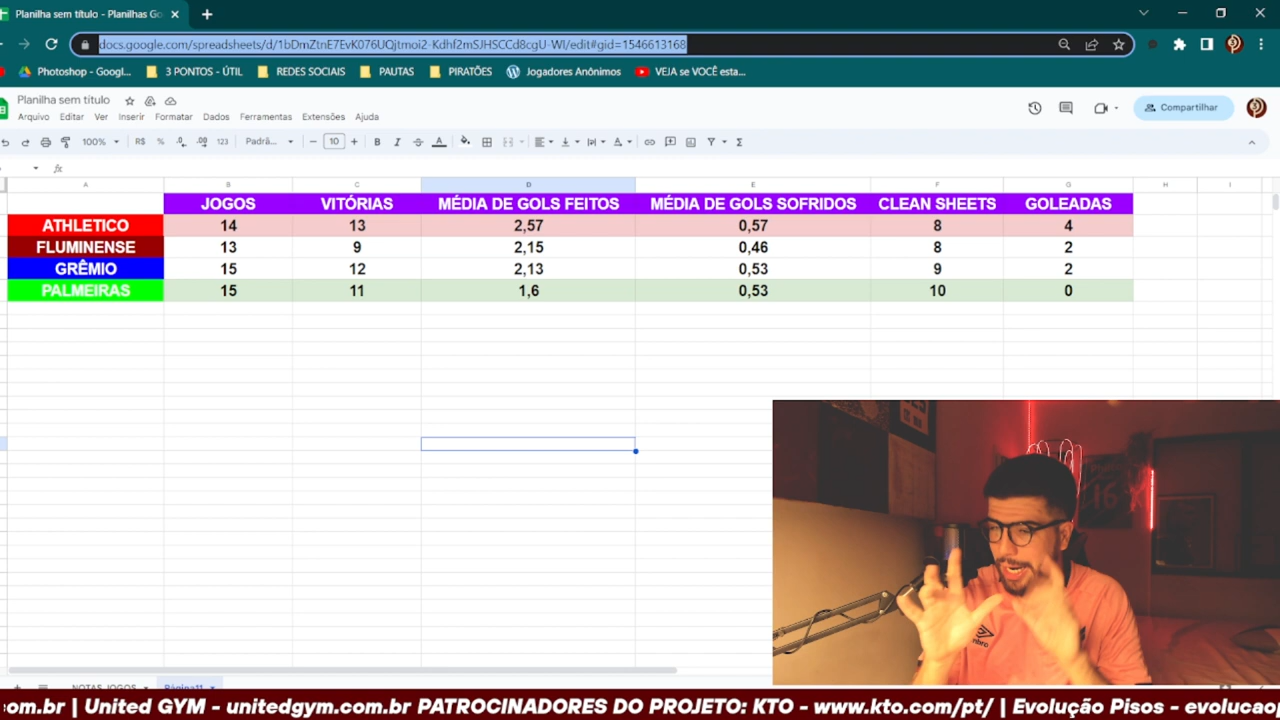 Planilha sem título - Planilhas Go
docs.google.com/spreadsheets/d/1bDmZtnE7EvK076UQjtmoi2-Kdhf2mSJHSCCd8cgU-WI/edit#gid=1546613168
Photoshop - Googl... 3 PONTOS - ÚTIL REDES SOCIAIS PAUTAS PIRATÕES Jogadores Anônimos VEJA se VOCÊ esta...
Planilha sem título
Arquivo Editar Ver Inserir Formatar Dados Ferramentas Extensões Ajuda
Compartilhar
100% R$ % .0 .00 123 Padrã... 10 B I A
fx
A B C D E F G H I
JOGOS VITÓRIAS MÉDIA DE GOLS FEITOS MÉDIA DE GOLS SOFRIDOS CLEAN SHEETS GOLEADAS
ATHLETICO 14 13 2,57 0,57 8 4
FLUMINENSE 13 9 2,15 0,46 8 2
GRÊMIO 15 12 2,13 0,53 9 2
PALMEIRAS 15 11 1,6 0,53 10 0
16
NOTAS JOGOS Página11
om.br | United GYM - unitedgym.com.br PATROCINADORES DO PROJETO: KTO - www.kto.com/pt/ | Evolução Pisos - evolucaop